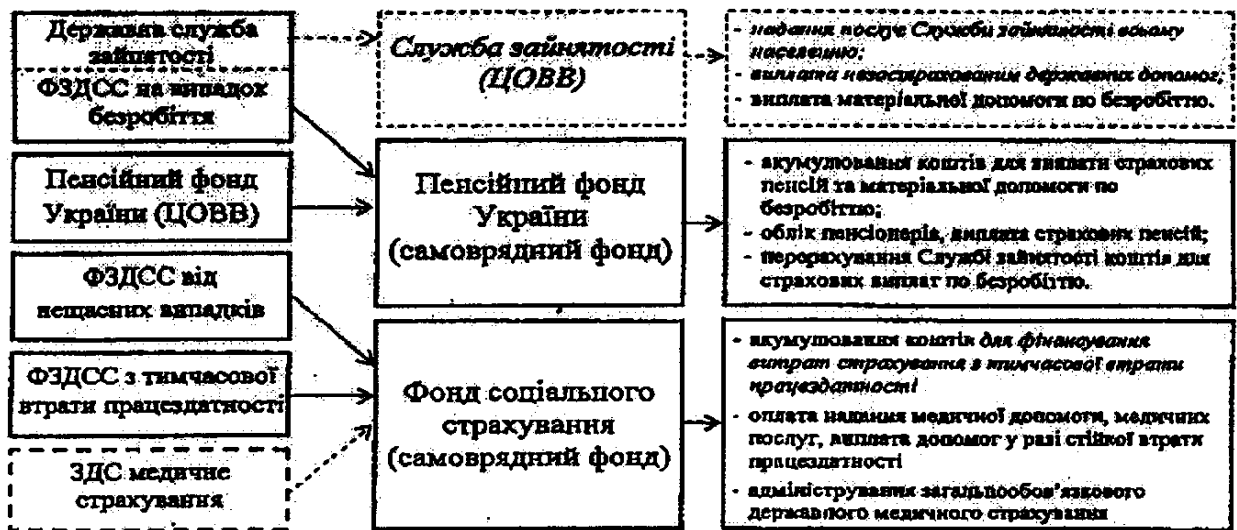 Державна служба
зайнятості
ФЗДСС на випадок
безробіття
Пенсійний фонд
України (ЦОВВ)
ФЗДСС від
нещасних випадків
ФЗДСС з тимчасової
втрати працездатності
ЗДС медичне
страхування
Служба зайнятості
(ЦОВВ)
Пенсійний фонд
України
(самоврядний фонд)
Фонд соціального
страхування
(самоврядний фонд)
- надання послуг Служби зайнятості всьому
населенню;
- виплата незастрахованим державних допомог;
- виплата матеріальної допомоги по безробіттю.
- акумулювання коштів для виплати страхових
пенсій та матеріальної допомоги по
безробіттю;
- облік пенсіонерів, виплата страхових пенсій;
- перерахування Службі зайнятості коштів для
страхових виплат по безробіттю.
- акумулювання коштів для фінансування
витрат страхування з тимчасової втрати
працездатності
- оплата надання медичної допомоги, медичних
послуг, виплата допомог у разі стійкої втрати
працездатності
- адміністрування загальнообов’язкового
державного медичного страхування